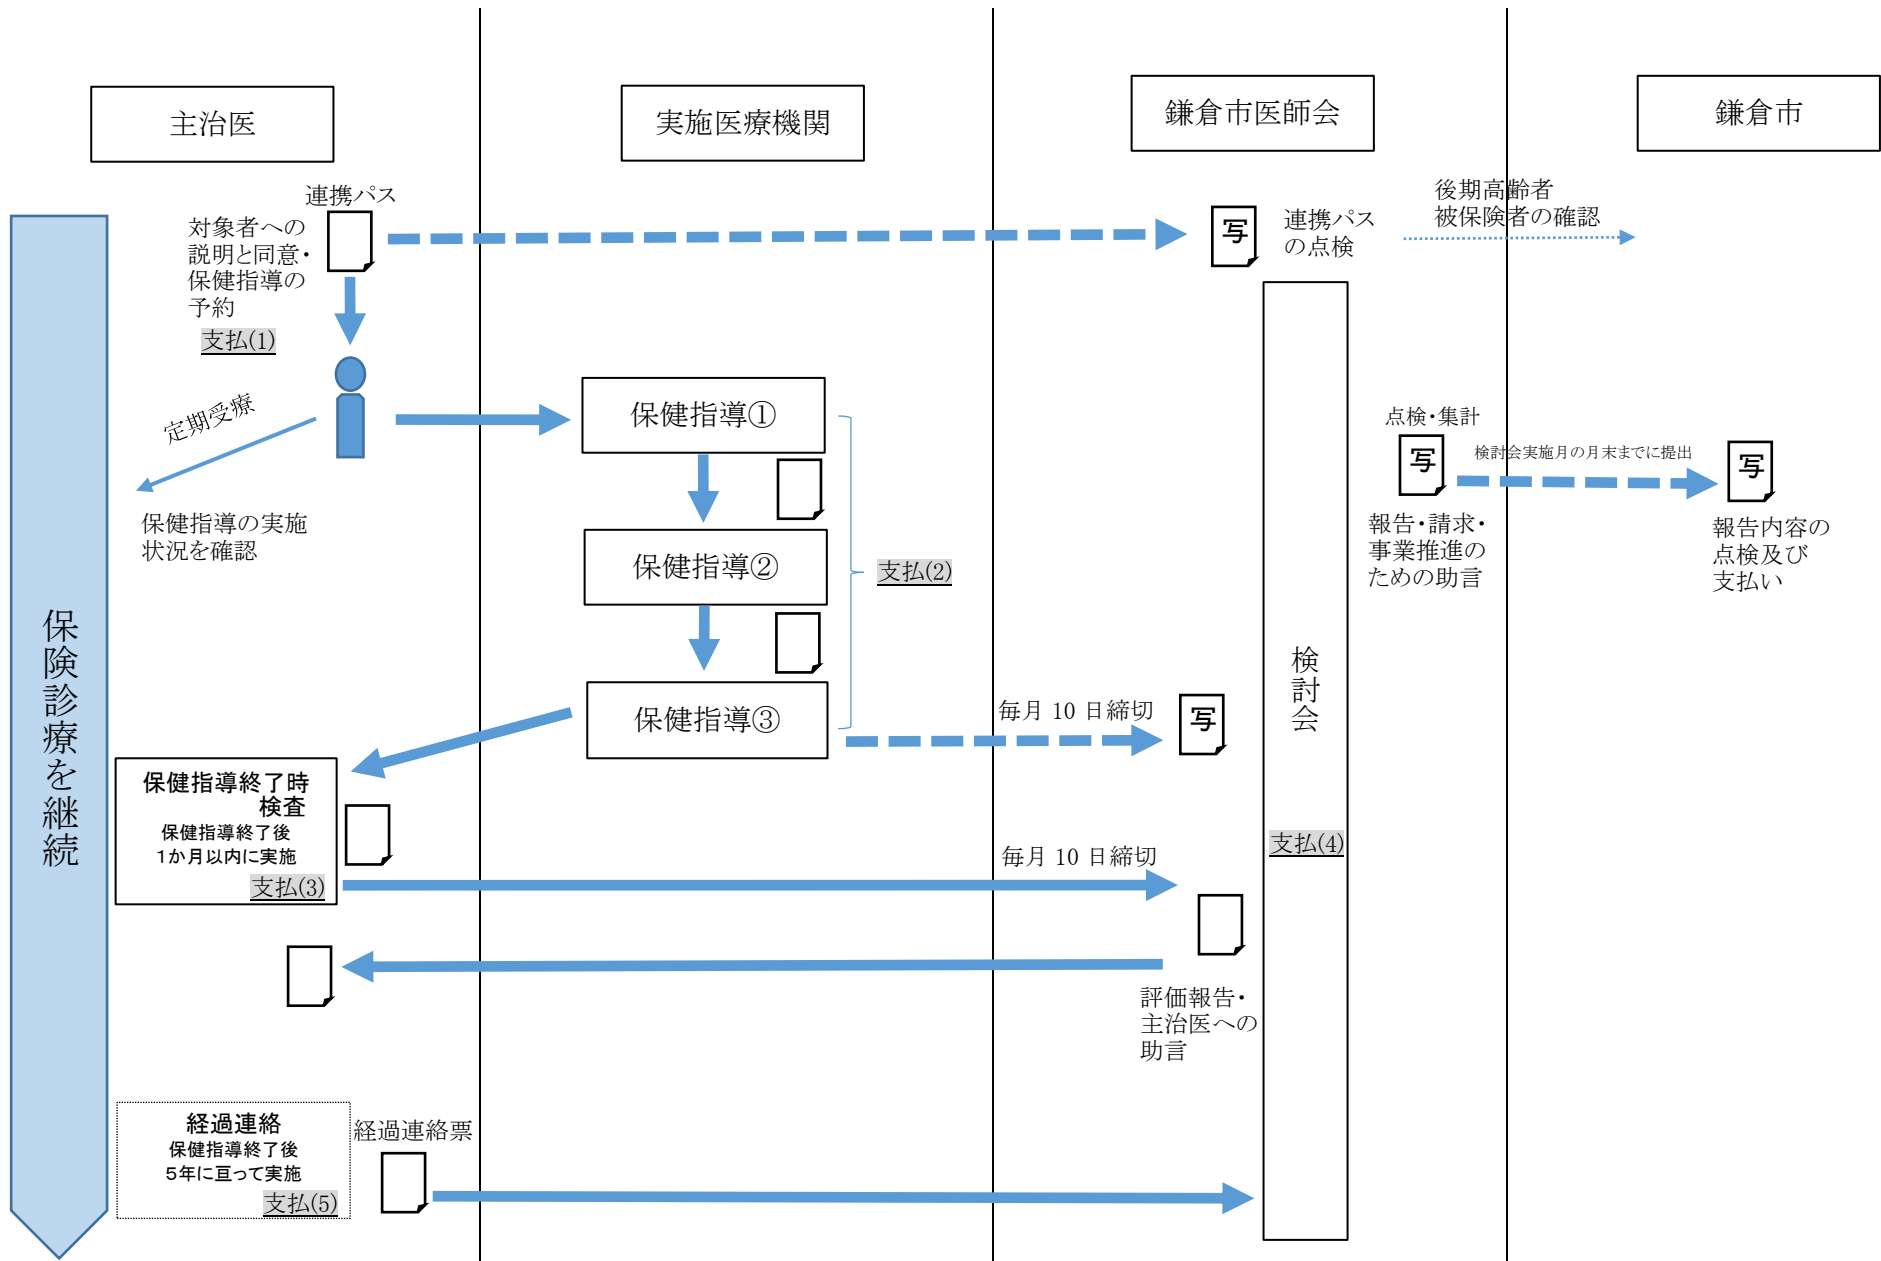 主治医
実施医療機関
鎌倉市医師会
鎌倉市
連携パス
対象者への
説明と同意・
保健指導の
予約
支払(1)
写
連携パス
の点検
後期高齢者
被保険者の確認
定期受療
保健指導の実施
状況を確認
保健指導①
保健指導②
保健指導③
支払(2)
点検・集計
写
検討会実施月の月末までに提出
写
報告・請求・
事業推進の
ための助言
報告内容の
点検及び
支払い
保険診療を継続
検討会
支払(4)
毎月 10 日締切
写
保健指導終了時
検査
保健指導終了後
1か月以内に実施
支払(3)
毎月 10 日締切
評価報告・
主治医への
助言
経過連絡
保健指導終了後
5年に亘って実施
支払(5)
経過連絡票